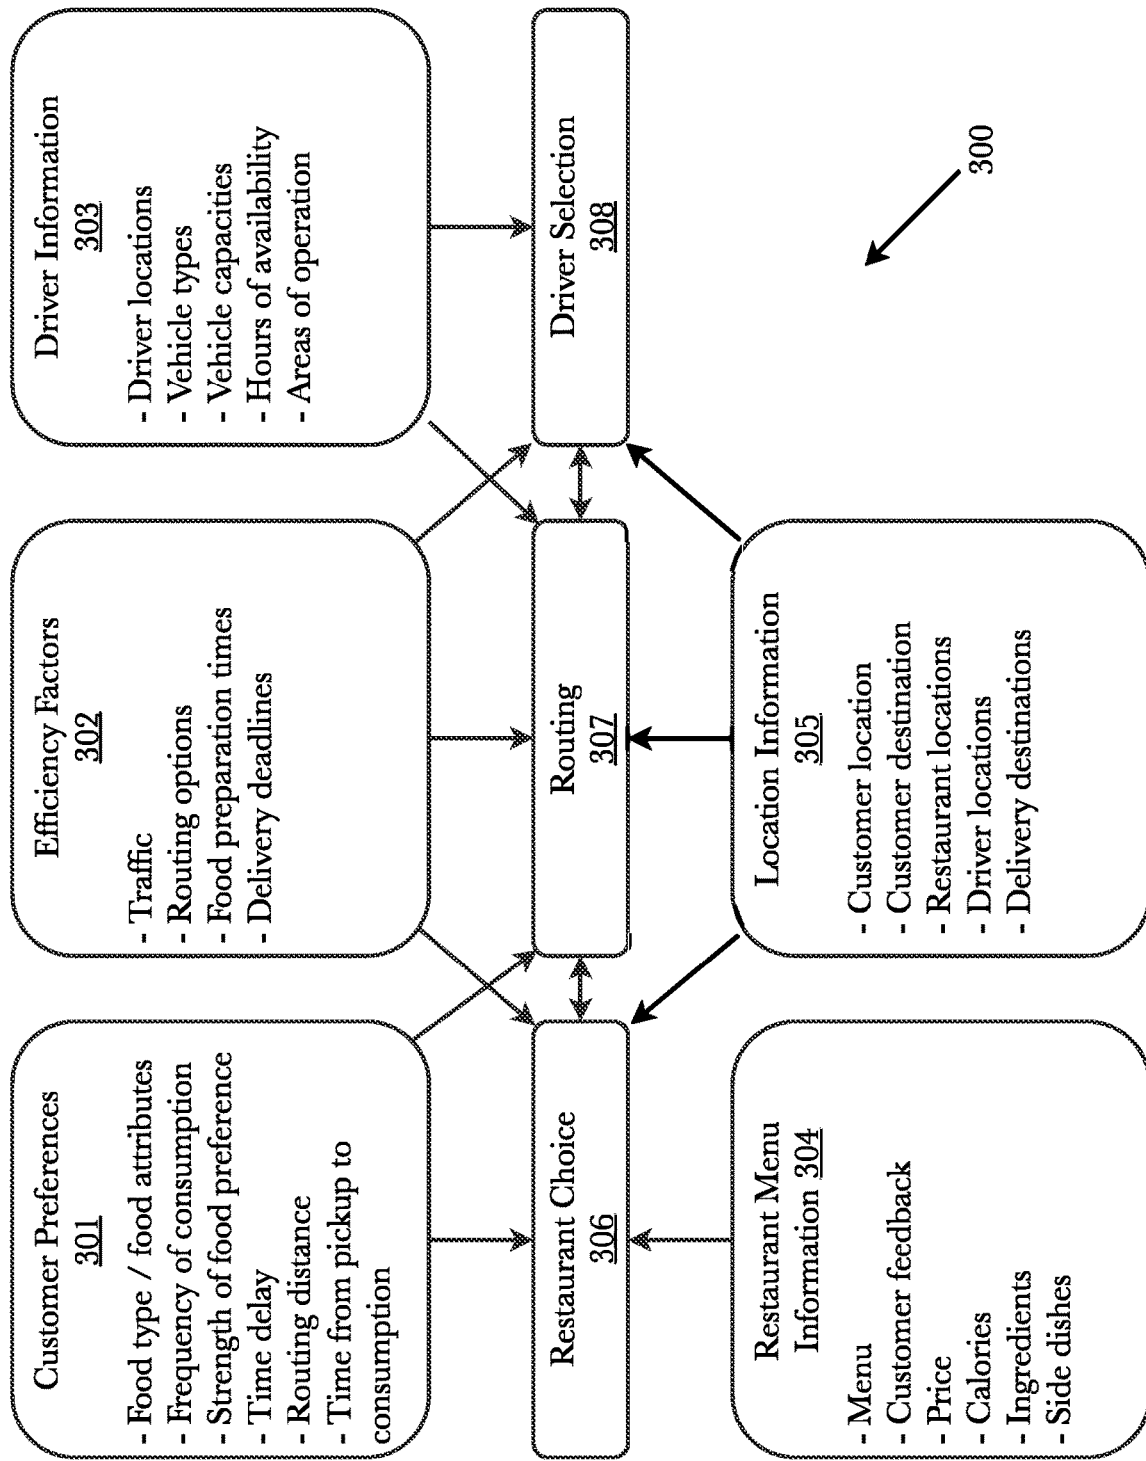 Customer Preferences
301
- Food type / food attributes
- Frequency of consumption
- Strength of food preference
- Time delay
- Routing distance
- Time from pickup to
consumption
Efficiency Factors
302
- Traffic
- Routing options
- Food preparation times
- Delivery deadlines
Driver Information
303
- Driver locations
- Vehicle types
- Vehicle capacities
- Hours of availability
- Areas of operation
Restaurant Choice
306
Routing
307
Driver Selection
308
Restaurant Menu
Information 304
- Menu
- Customer feedback
- Price
- Calories
- Ingredients
- Side dishes
Location Information
305
- Customer location
- Customer destination
- Restaurant locations
- Driver locations
- Delivery destinations
300